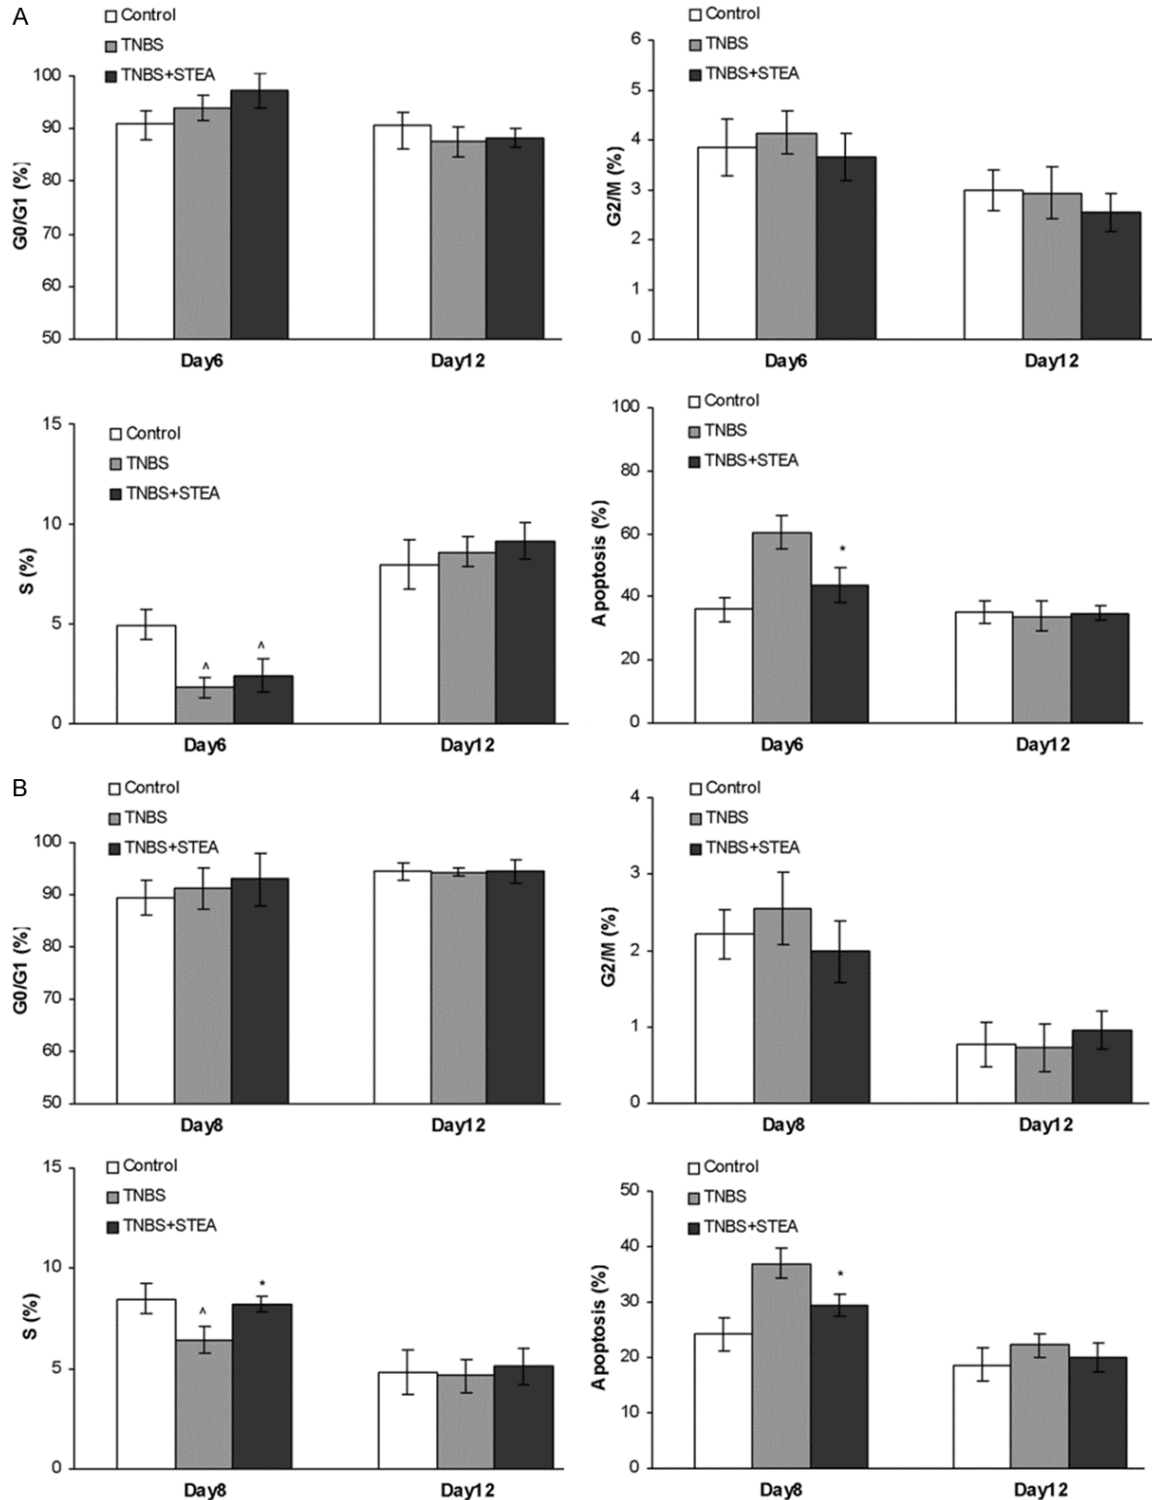 A
Control
TNBS
TNBS+STEA
100
90
80
70
60
50
G0/G1 (%)
Day6
Day12
Control
TNBS
TNBS+STEA
6
5
4
3
2
1
0
G2/M (%)
Day6
Day12
Control
TNBS
TNBS+STEA
15
10
5
0
S (%)
^
^
Day6
Day12
Control
TNBS
TNBS+STEA
100
80
60
40
20
0
Apoptosis (%)
*
Day6
Day12
B
Control
TNBS
TNBS+STEA
100
90
80
70
60
50
G0/G1 (%)
Day8
Day12
Control
TNBS
TNBS+STEA
4
3
2
1
0
G2/M (%)
Day8
Day12
Control
TNBS
TNBS+STEA
15
10
5
0
S (%)
^
*
Day8
Day12
Control
TNBS
TNBS+STEA
50
40
30
20
10
0
Apoptosis (%)
*
Day8
Day12